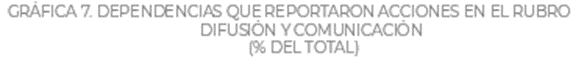 GRÁFICA 7. DEPENDENCIAS QUE REPORTARON ACCIONES EN EL RUBRO
DIFUSIÓN Y COMUNICACIÓN
(% DEL TOTAL)